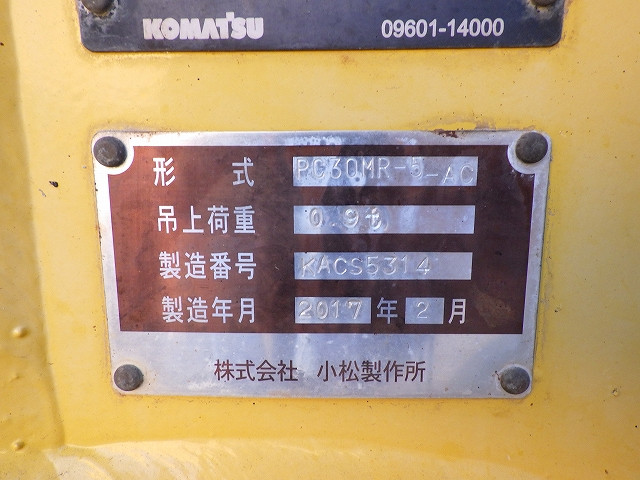 KOMATSU 09601-14000
形式 PC30MR-5-AC
吊上荷重 0.9t
製造番号 KACS5314
製造年月 2017年2月
株式会社 小松製作所